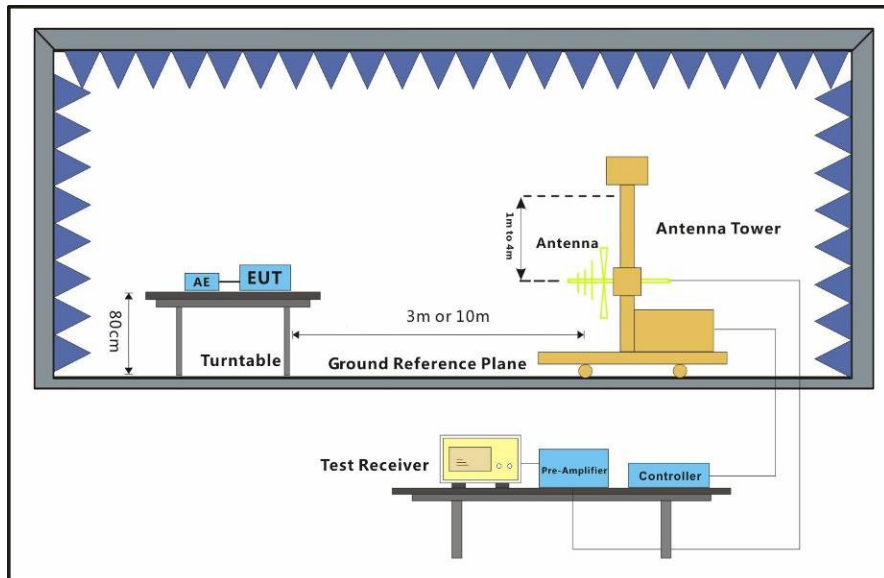 1m to 4m
Antenna
Antenna Tower
AE
EUT
80cm
3m or 10m
Turntable
Ground Reference Plane
Test Receiver
Pre-Amplifier
Controller